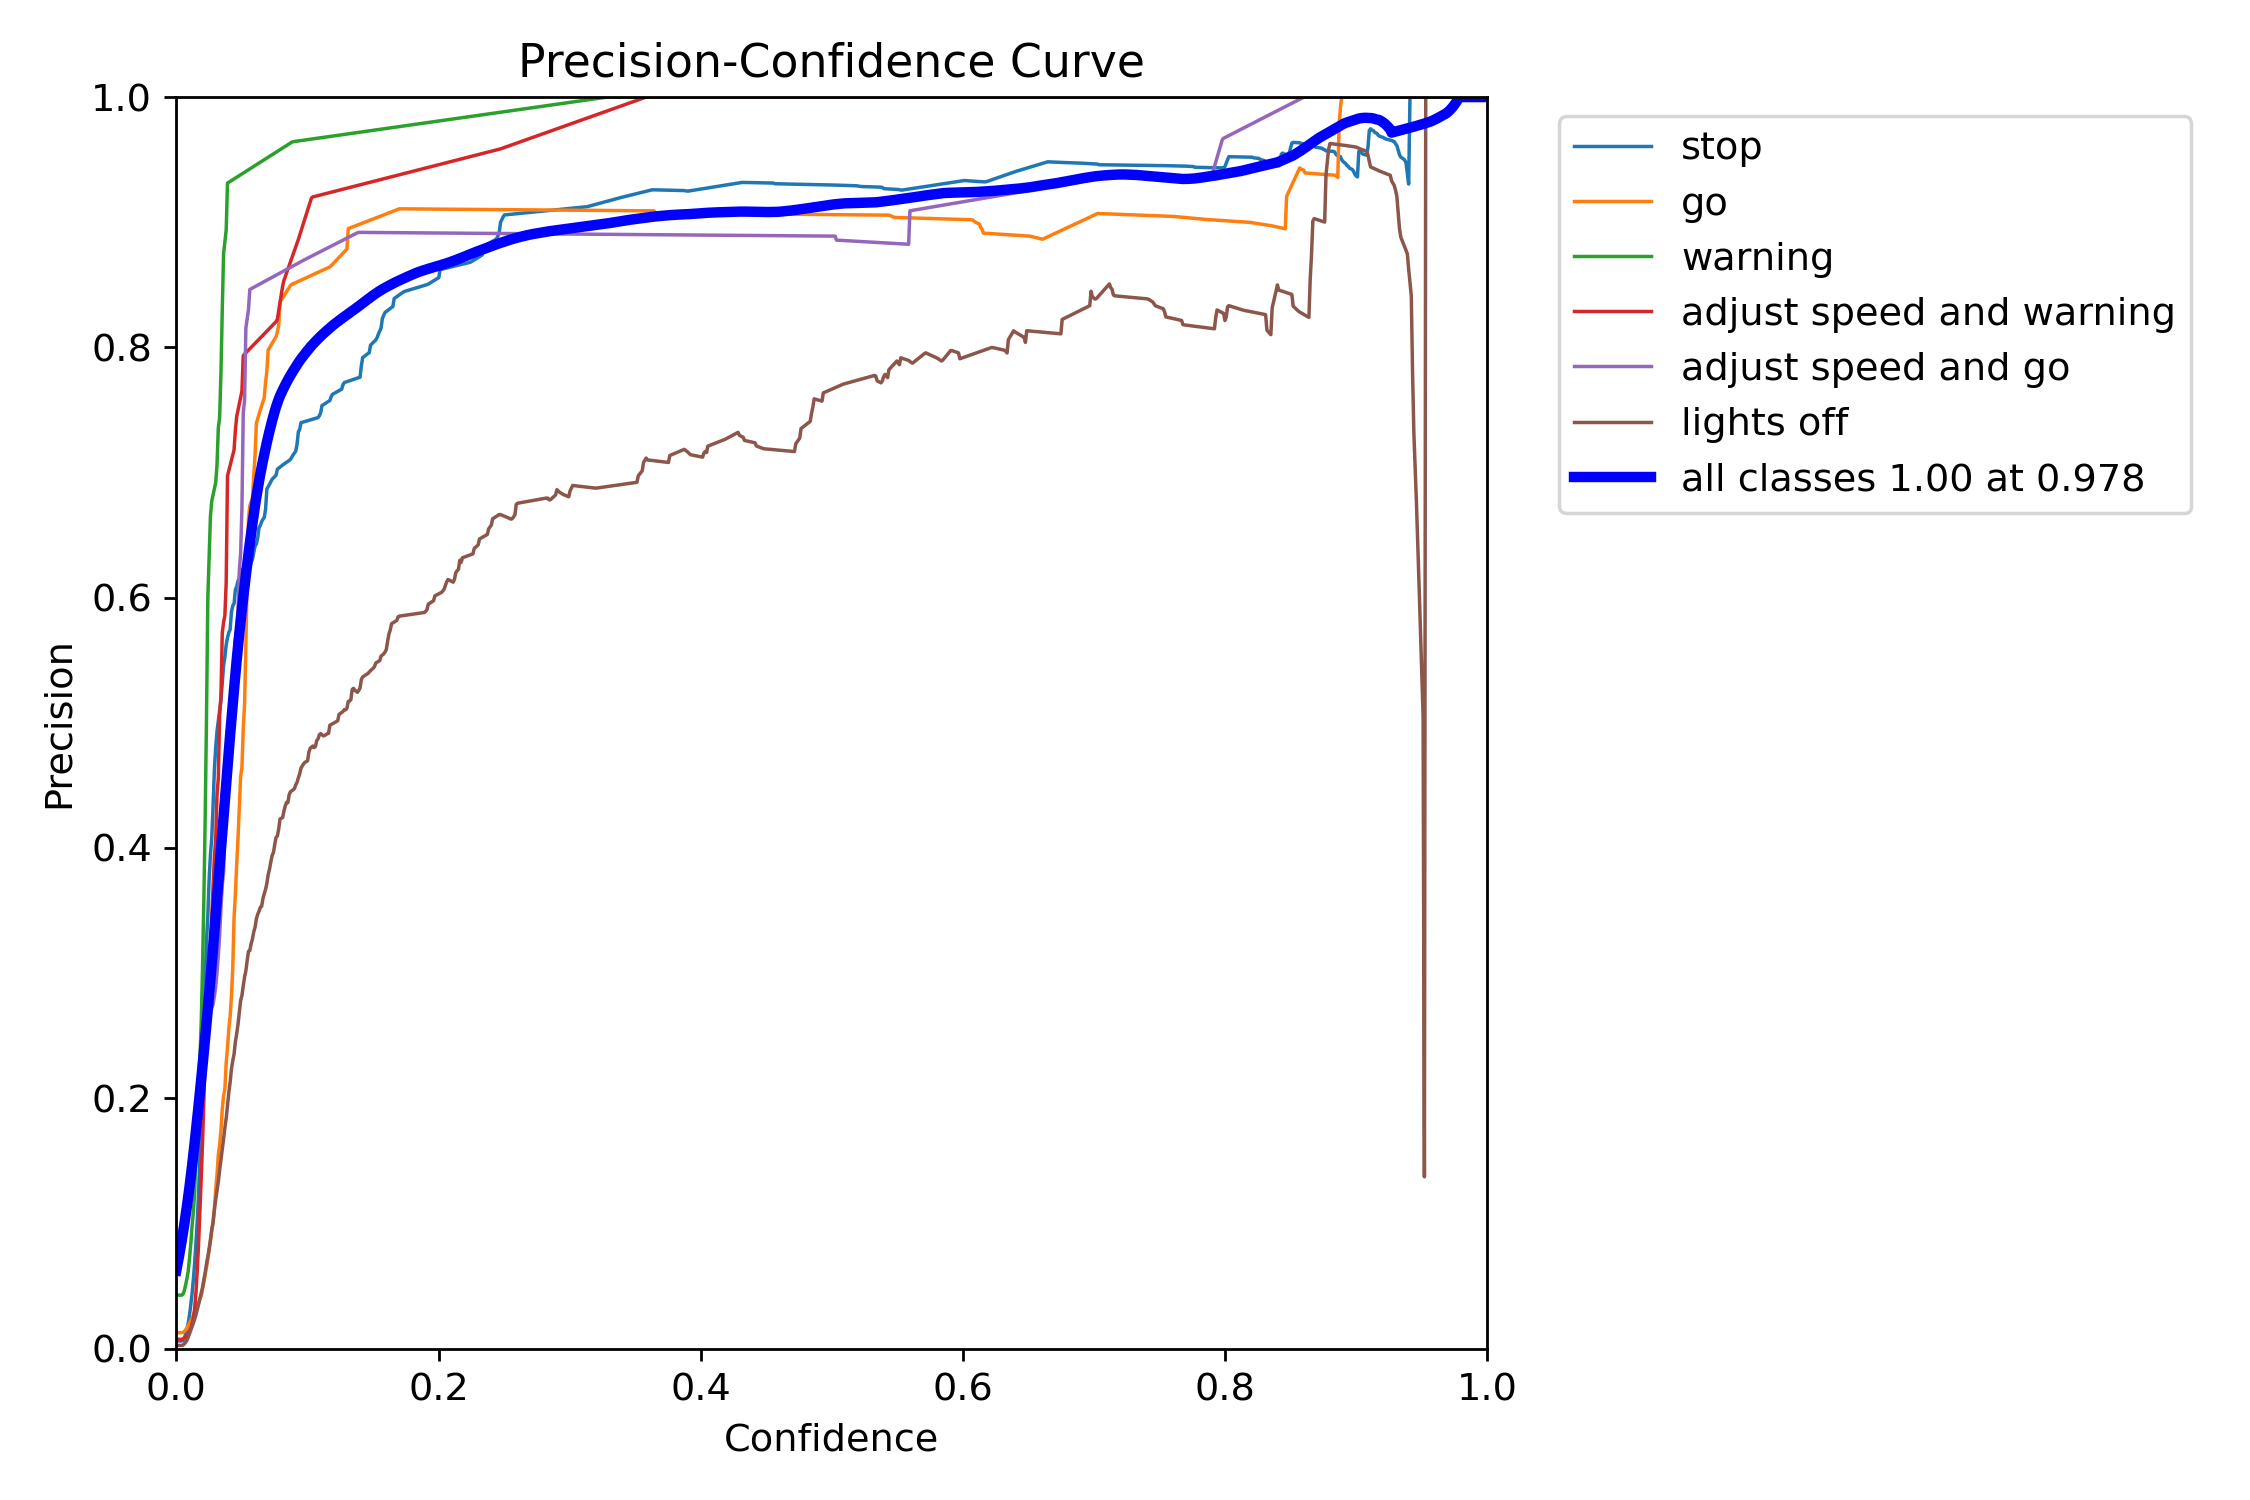 Precision-Confidence Curve
1.0
0.8
0.6
0.4
0.2
0.0
Precision
0.0 0.2 0.4 0.6 0.8 1.0
Confidence
stop
go
warning
adjust speed and warning
adjust speed and go
lights off
all classes 1.00 at 0.978